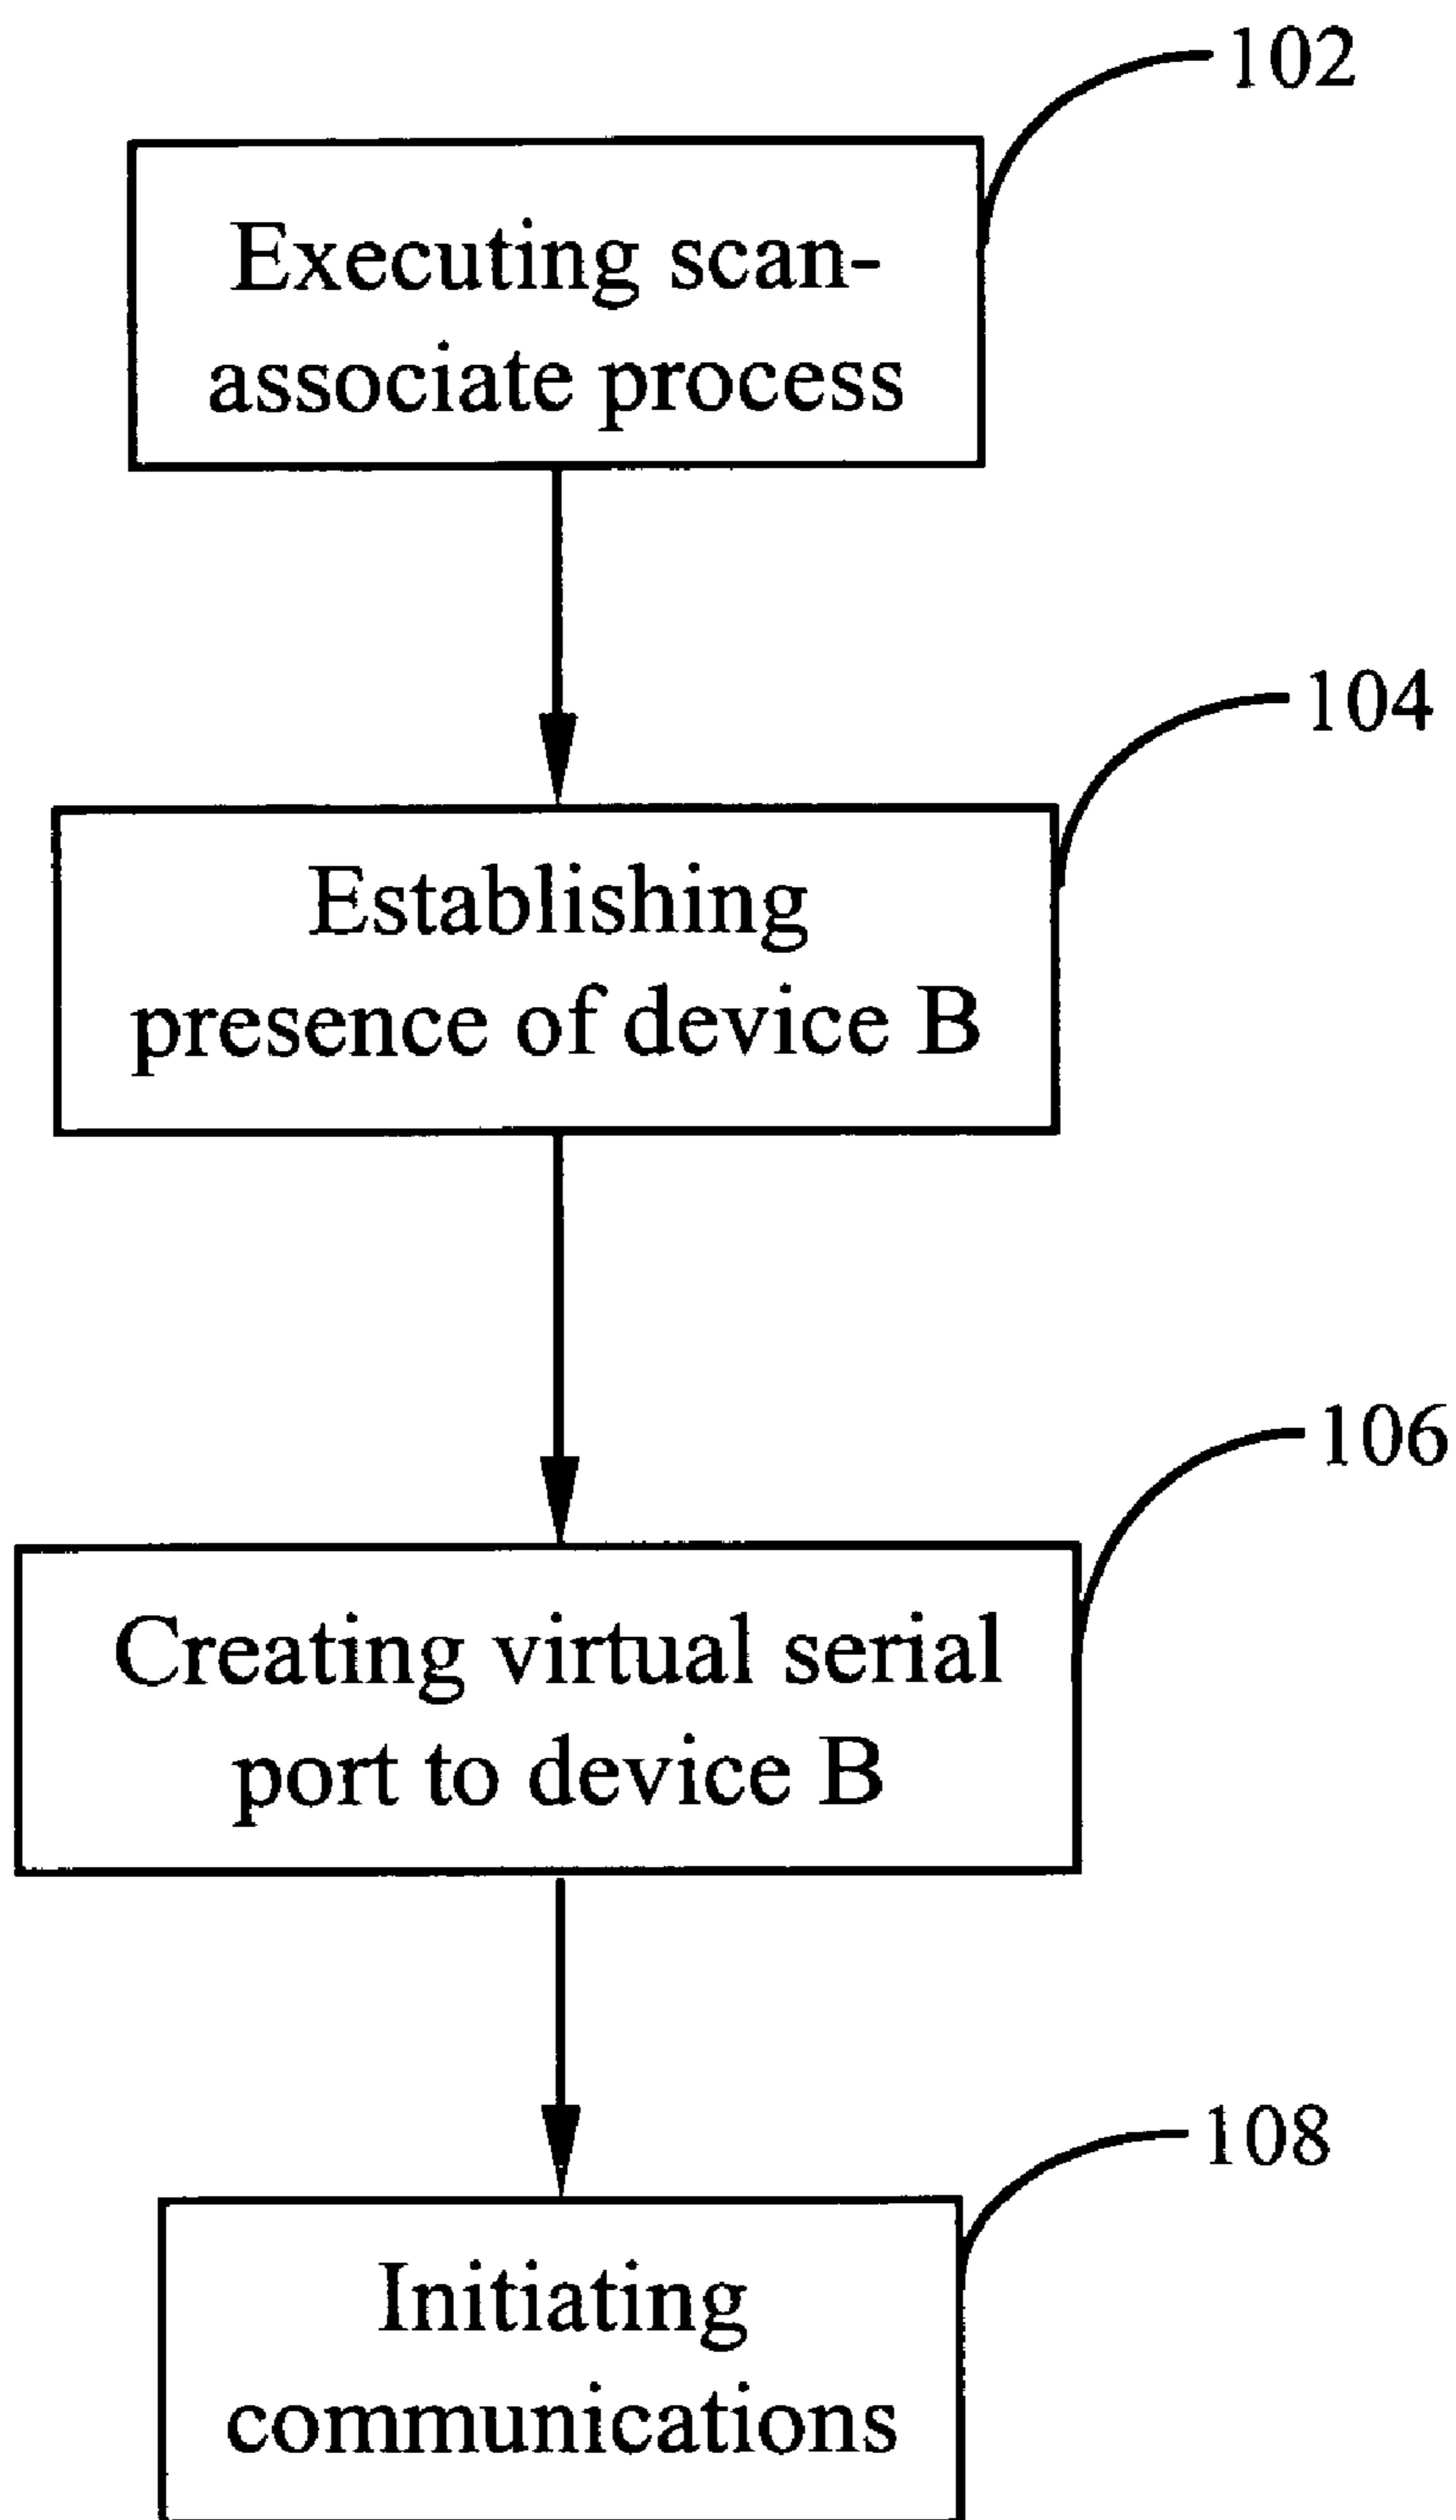 102
Executing scan-
associate process
104
Establishing
presence of device B
106
Creating virtual serial
port to device B
108
Initiating
communications